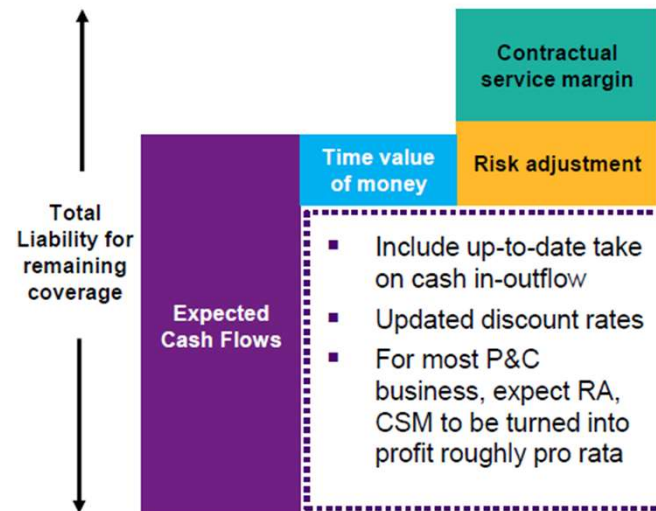 Contractual
service margin
Time value
of money
Risk adjustment
Total
Liability for
remaining
coverage
Expected
Cash Flows
▪ Include up-to-date take
on cash in-outflow
▪ Updated discount rates
▪ For most P&C
business, expect RA,
CSM to be turned into
profit roughly pro rata